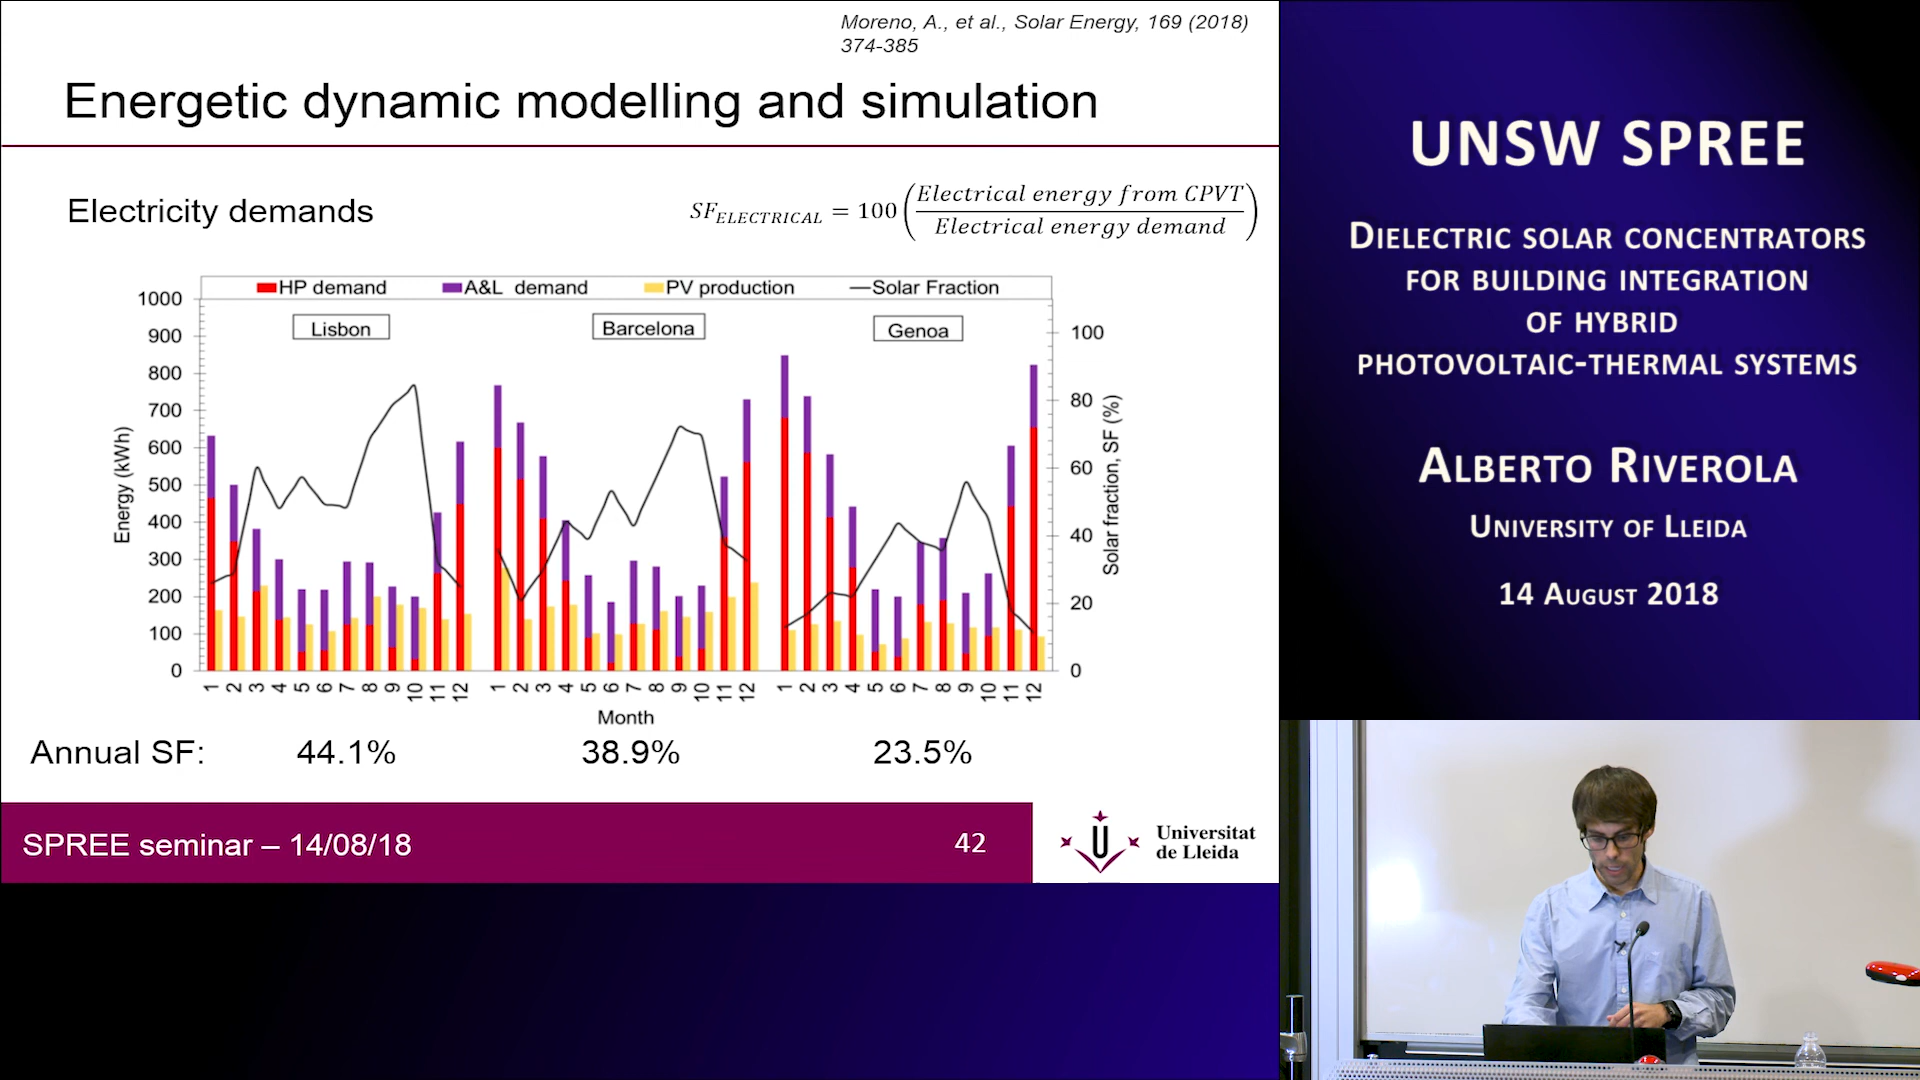 Moreno, A., et al., Solar Energy, 169 (2018)
374-385
Energetic dynamic modelling and simulation
Electricity demands
SF_ELECTRICAL = 100 (Electrical energy from CPVT / Electrical energy demand)
HP demand A&L demand PV production Solar Fraction
Lisbon Barcelona Genoa
1000
900
800
700
600
500
400
300
200
100
0
Energy (kWh)
100
80
60
40
20
0
Solar fraction, SF (%)
1 2 3 4 5 6 7 8 9 10 11 12 1 2 3 4 5 6 7 8 9 10 11 12 1 2 3 4 5 6 7 8 9 10 11 12
Month
Annual SF: 44.1% 38.9% 23.5%
SPREE seminar – 14/08/18 42
U
Universitat
de Lleida
UNSW SPREE
DIELECTRIC SOLAR CONCENTRATORS
FOR BUILDING INTEGRATION
OF HYBRID
PHOTOVOLTAIC-THERMAL SYSTEMS
ALBERTO RIVEROLA
UNIVERSITY OF LLEIDA
14 AUGUST 2018